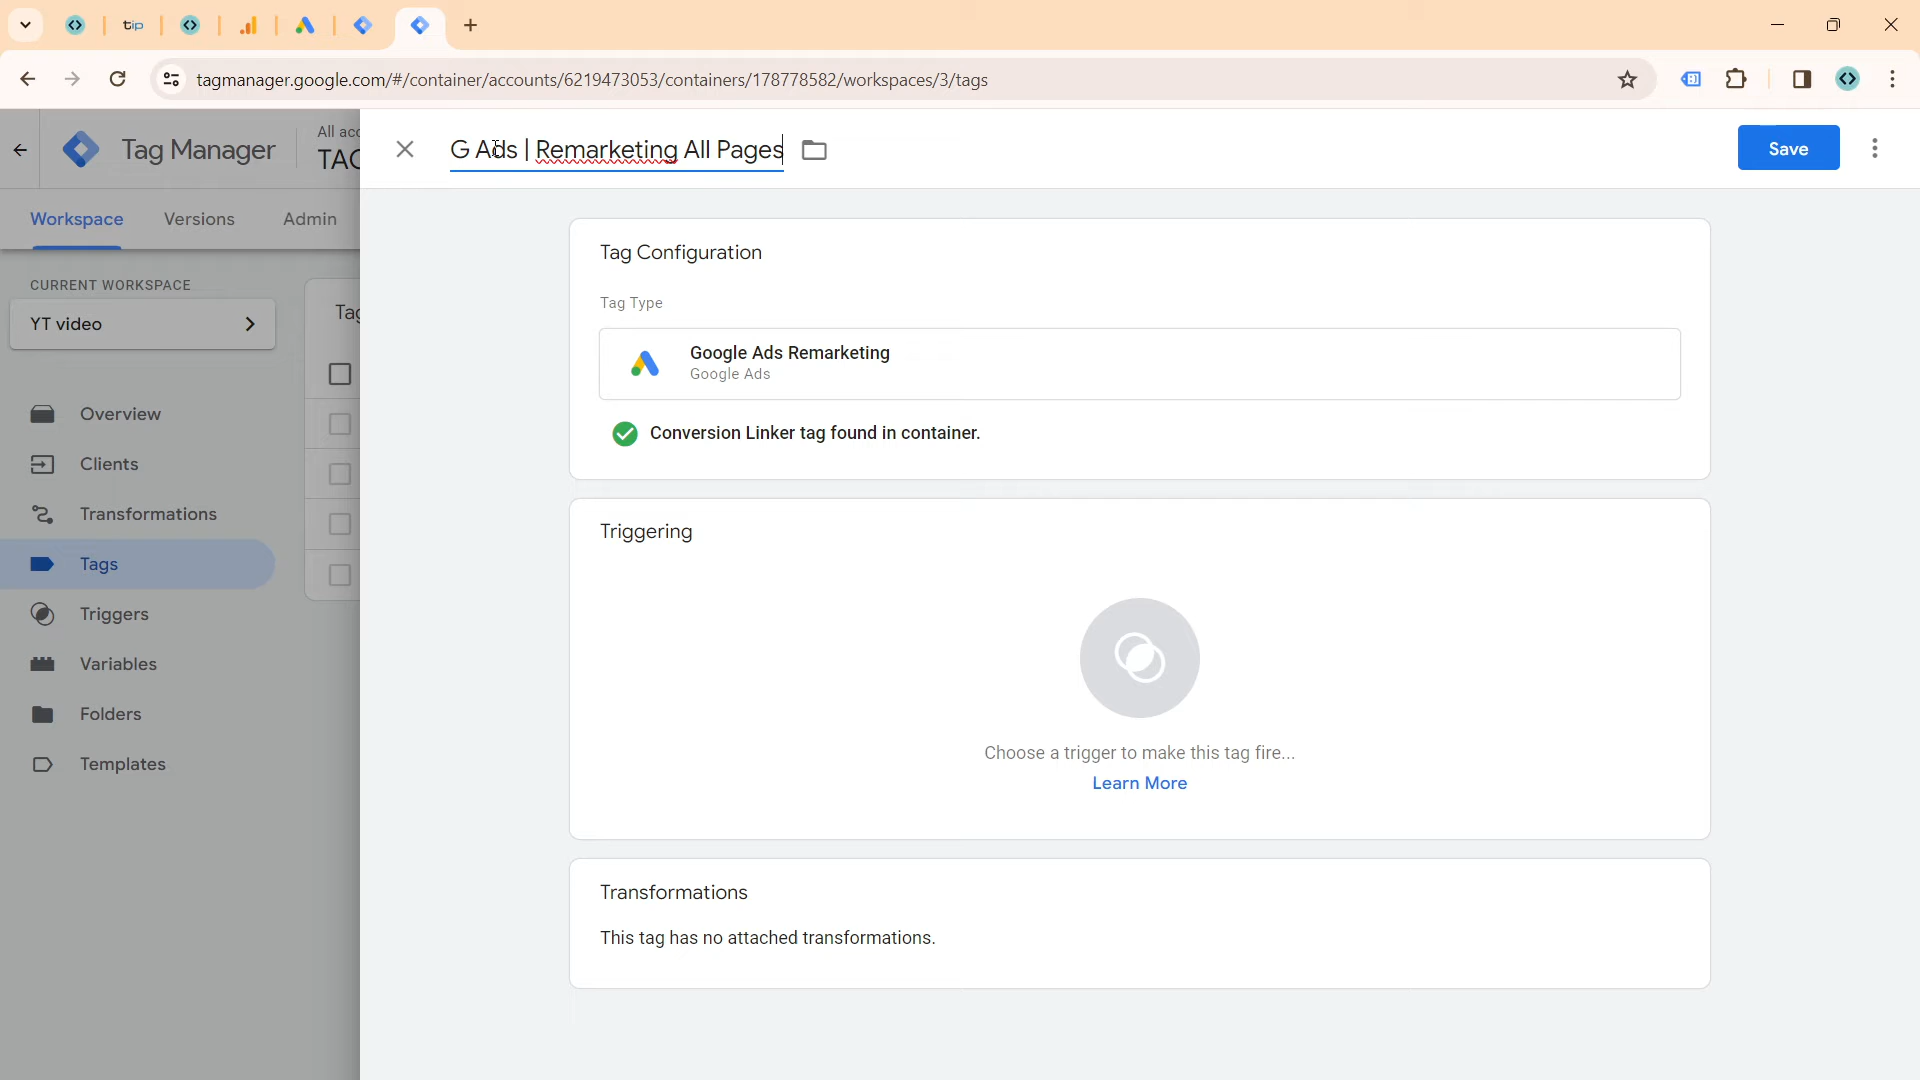 tip
tagmanager.google.com/#/container/accounts/6219473053/containers/178778582/workspaces/3/tags
Tag Manager
All acc
TAG
G Ads | Remarketing All Pages
Save
Workspace
Versions
Admin
CURRENT WORKSPACE
YT video
Overview
Clients
Transformations
Tags
Triggers
Variables
Folders
Templates
Tag
Tag Configuration
Tag Type
Google Ads Remarketing
Google Ads
Conversion Linker tag found in container.
Triggering
Choose a trigger to make this tag fire...
Learn More
Transformations
This tag has no attached transformations.